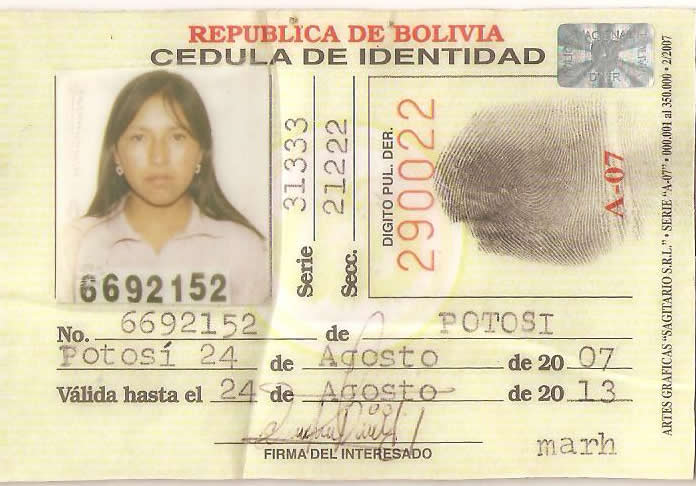 REPUBLICA DE BOLIVIA
CEDULA DE IDENTIDAD
6692152
Serie 31333
Secc. 21222
DIGITO PUL. DER.
290022
A-07
ARTES GRAFICAS "SAGITARIO S.R.L." • SERIE "A-07" • 000.001 al 350.000 • 2/2007
No. 6692152 de POTOSI
Potosí 24 de Agosto de 20 07
Válida hasta el 24 de Agosto de 20 13
FIRMA DEL INTERESADO
marh